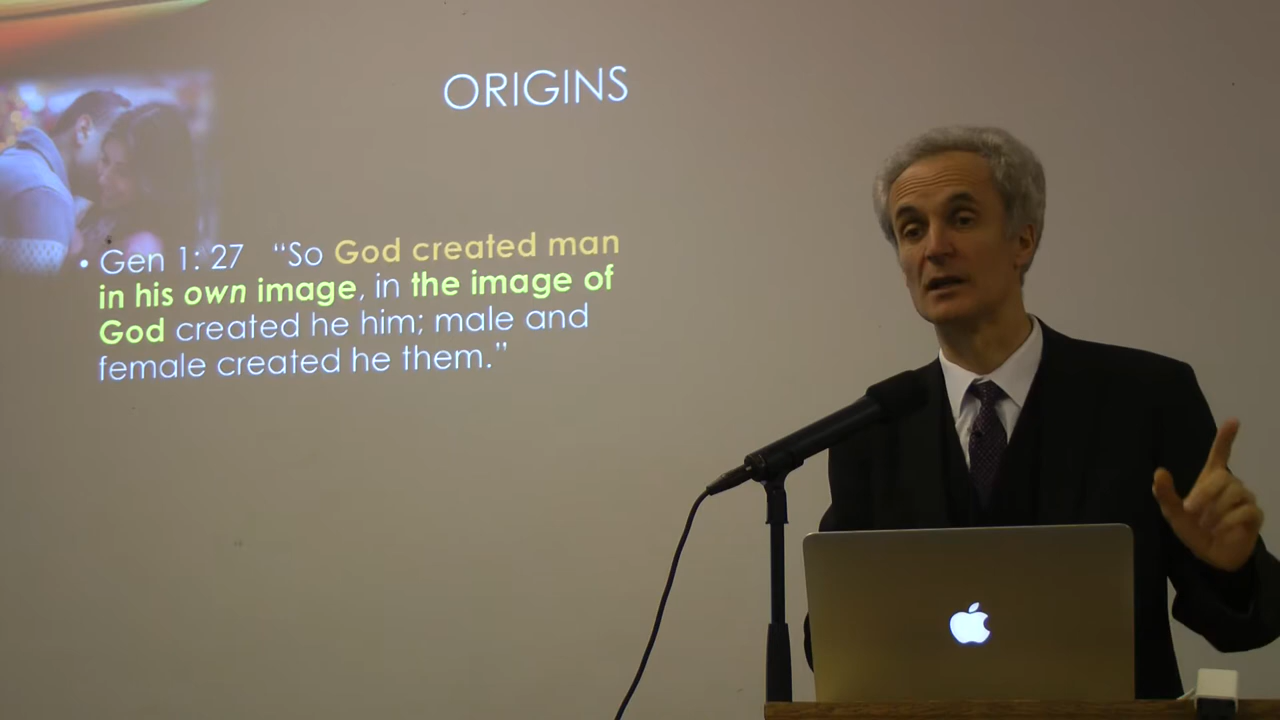 ORIGINS
• Gen 1: 27 “So God created man
in his own image, in the image of
God created he him; male and
female created he them.”